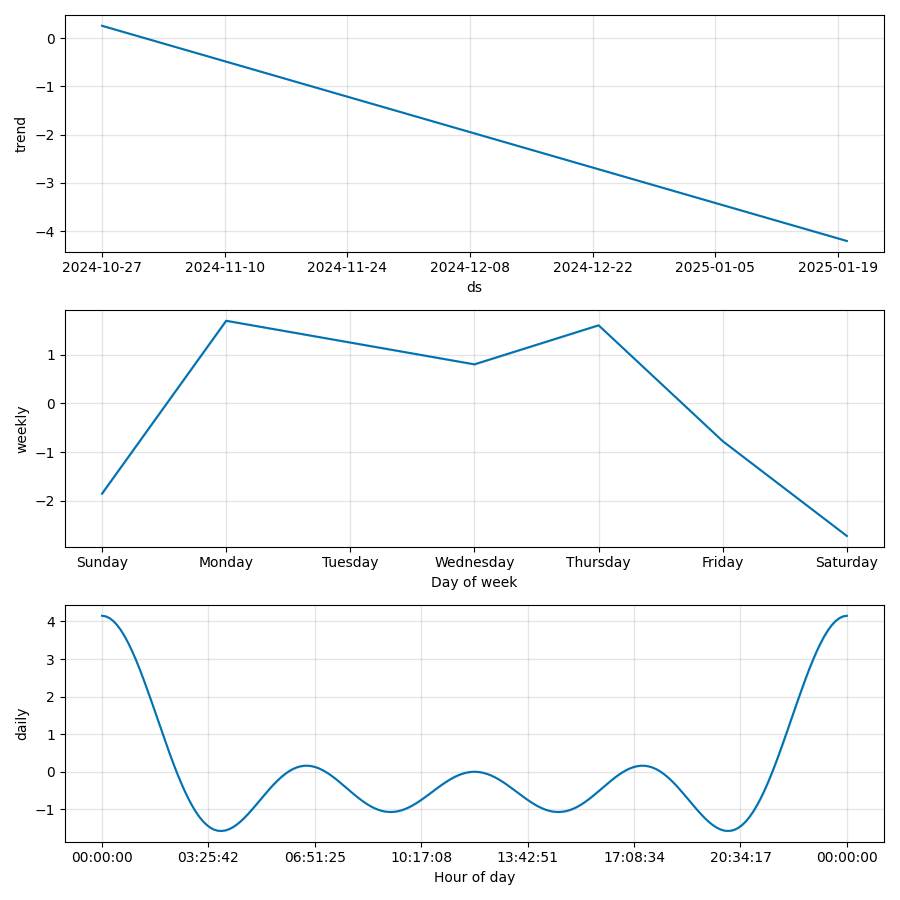 0
−1
−2
−3
−4
trend
2024-10-27 2024-11-10 2024-11-24 2024-12-08 2024-12-22 2025-01-05 2025-01-19
ds
1
0
−1
−2
weekly
Sunday Monday Tuesday Wednesday Thursday Friday Saturday
Day of week
4
3
2
1
0
−1
daily
00:00:00 03:25:42 06:51:25 10:17:08 13:42:51 17:08:34 20:34:17 00:00:00
Hour of day